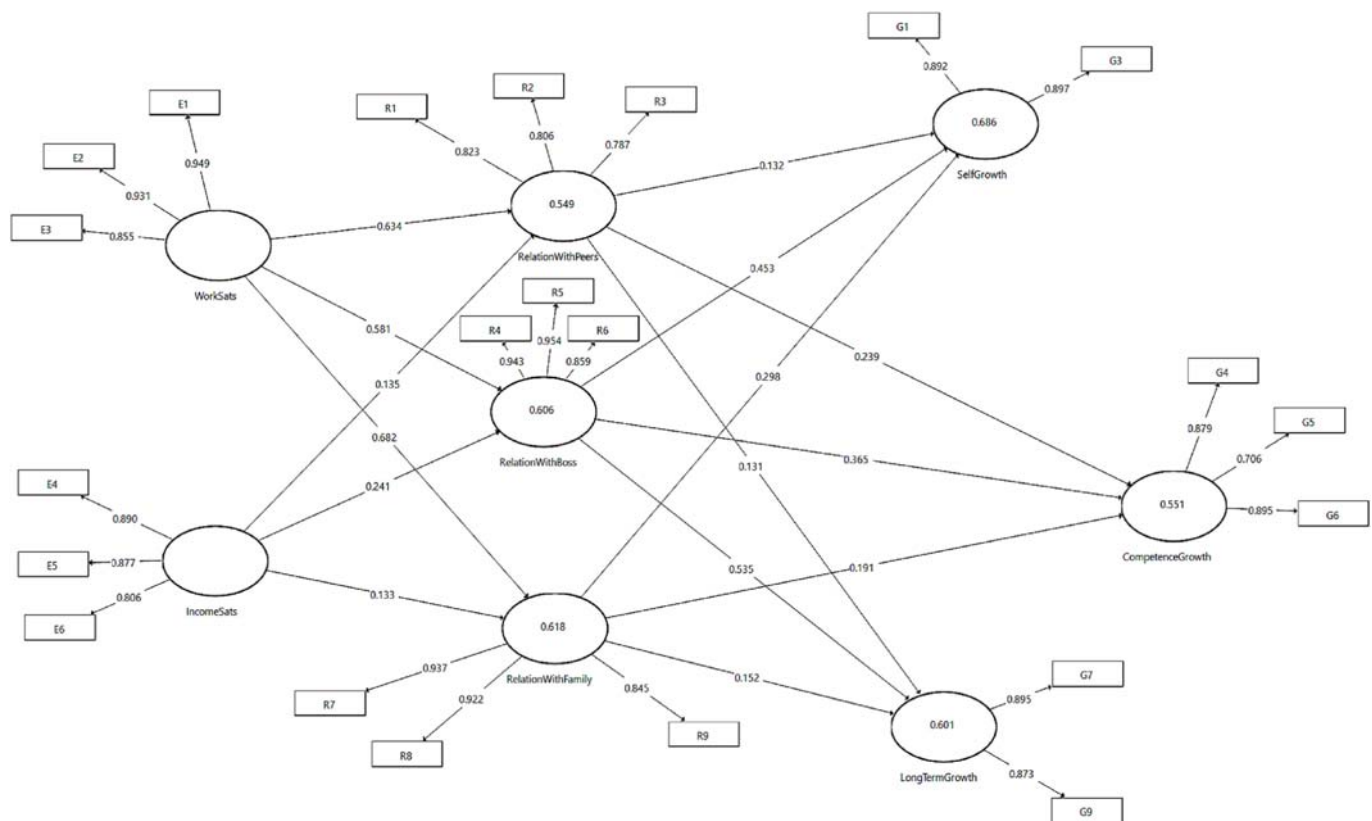 G1
G3
0.892
0.897
0.686
SelfGrowth
E1
E2
E3
0.949
0.931
0.855
WorkSats
R1
R2
R3
0.823
0.806
0.787
0.549
RelationWithPeers
0.634
0.581
0.682
0.132
0.239
0.131
R4
R5
R6
0.943
0.954
0.859
0.606
RelationWithBoss
0.453
0.365
0.535
0.135
0.241
0.133
E4
E5
E6
0.890
0.877
0.806
IncomeSats
0.298
0.191
0.152
0.618
RelationWithFamily
0.937
0.922
0.845
R7
R8
R9
G4
G5
G6
0.879
0.706
0.895
0.551
CompetenceGrowth
G7
0.895
0.601
LongTermGrowth
0.873
G9